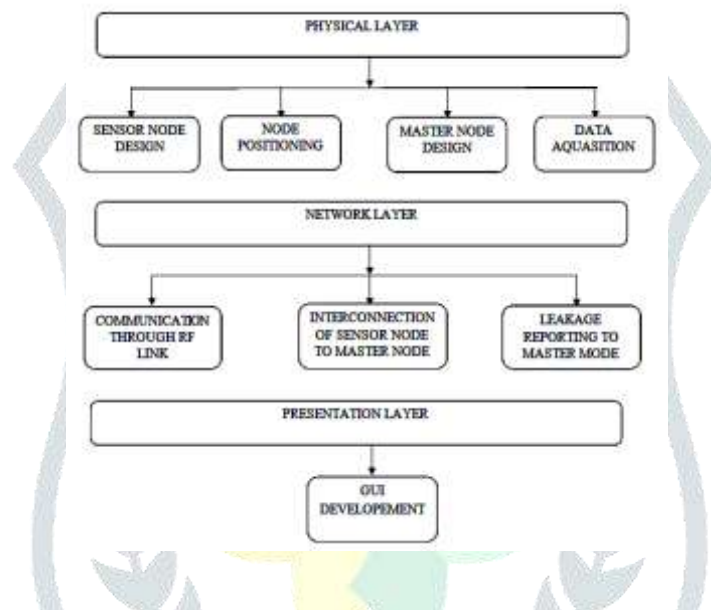 PHYSICAL LAYER
SENSOR NODE
DESIGN
NODE
POSITIONING
MASTER NODE
DESIGN
DATA
AQUASITION
NETWORK LAYER
COMMUNICATION
THROUGH RF
LINK
INTERCONNECTION
OF SENSOR NODE
TO MASTER NODE
LEAKAGE
REPORTING TO
MASTER MODE
PRESENTATION LAYER
GUI
DEVELOPEMENT